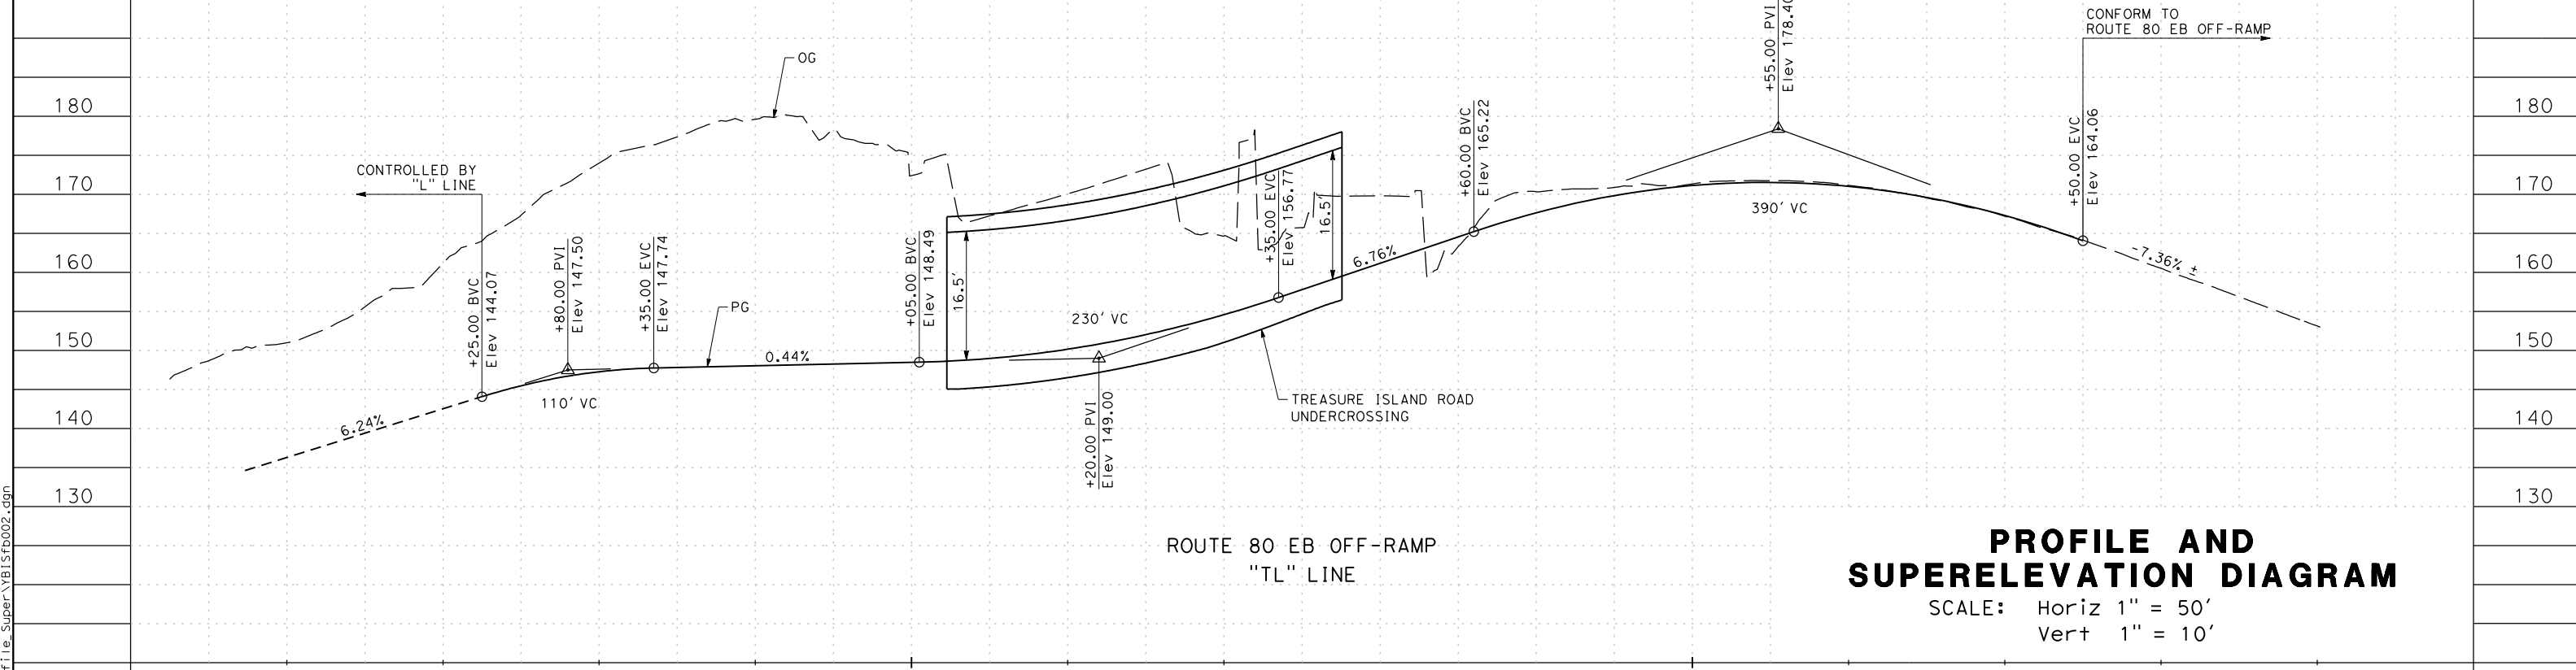 CONFORM TO
ROUTE 80 EB OFF-RAMP
+55.00 PVI
Elev 178.40
OG
180
180
CONTROLLED BY
"L" LINE
170
170
+60.00 BVC
Elev 165.22
+50.00 EVC
Elev 164.06
390' VC
+35.00 EVC
Elev 156.77
16.5'
16.5'
6.76%
-7.36% ±
160
160
+25.00 BVC
Elev 144.07
+80.00 PVI
Elev 147.50
+35.00 EVC
Elev 147.74
+05.00 BVC
Elev 148.49
PG
230' VC
150
150
0.44%
110' VC
6.24%
+20.00 PVI
Elev 149.00
TREASURE ISLAND ROAD
UNDERCROSSING
140
140
130
130
ROUTE 80 EB OFF-RAMP
"TL" LINE
PROFILE AND
SUPERELEVATION DIAGRAM
SCALE: Horiz 1" = 50'
Vert 1" = 10'
file_Super\YBISfb002.dgn